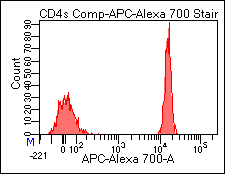 CD4s Comp-APC-Alexa 700 Stair
Count
0 10 20 30 40 50 60 70 80 90
M
-221
0 10² 10³ 10⁴ 10⁵
APC-Alexa 700-A